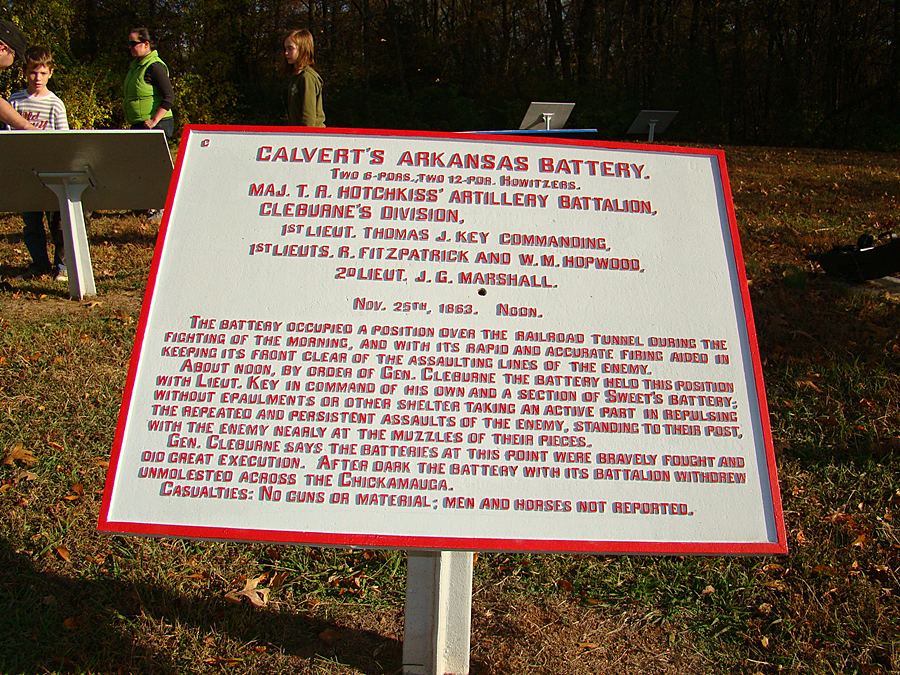 C
CALVERT'S ARKANSAS BATTERY.
TWO 6-PDRS., TWO 12-PDR. HOWITZERS.
MAJ. T. R. HOTCHKISS' ARTILLERY BATTALION,
CLEBURNE'S DIVISION,
1ST LIEUT. THOMAS J. KEY COMMANDING,
1ST LIEUTS. R. FITZPATRICK AND W. M. HOPWOOD,
2D LIEUT. J. G. MARSHALL.
NOV. 25TH, 1863. NOON.
THE BATTERY OCCUPIED A POSITION OVER THE RAILROAD TUNNEL DURING THE
FIGHTING OF THE MORNING, AND WITH ITS RAPID AND ACCURATE FIRING AIDED IN
KEEPING ITS FRONT CLEAR OF THE ASSAULTING LINES OF THE ENEMY.
ABOUT NOON, BY ORDER OF GEN. CLEBURNE THE BATTERY HELD THIS POSITION
WITH LIEUT. KEY IN COMMAND OF HIS OWN AND A SECTION OF SWEET'S BATTERY;
WITHOUT EPAULMENTS OR OTHER SHELTER TAKING AN ACTIVE PART IN REPULSING
THE REPEATED AND PERSISTENT ASSAULTS OF THE ENEMY, STANDING TO THEIR POST,
WITH THE ENEMY NEARLY AT THE MUZZLES OF THEIR PIECES.
GEN. CLEBURNE SAYS THE BATTERIES AT THIS POINT WERE BRAVELY FOUGHT AND
DID GREAT EXECUTION. AFTER DARK THE BATTERY WITH ITS BATTALION WITHDREW
UNMOLESTED ACROSS THE CHICKAMAUGA.
CASUALTIES: NO GUNS OR MATERIAL; MEN AND HORSES NOT REPORTED.